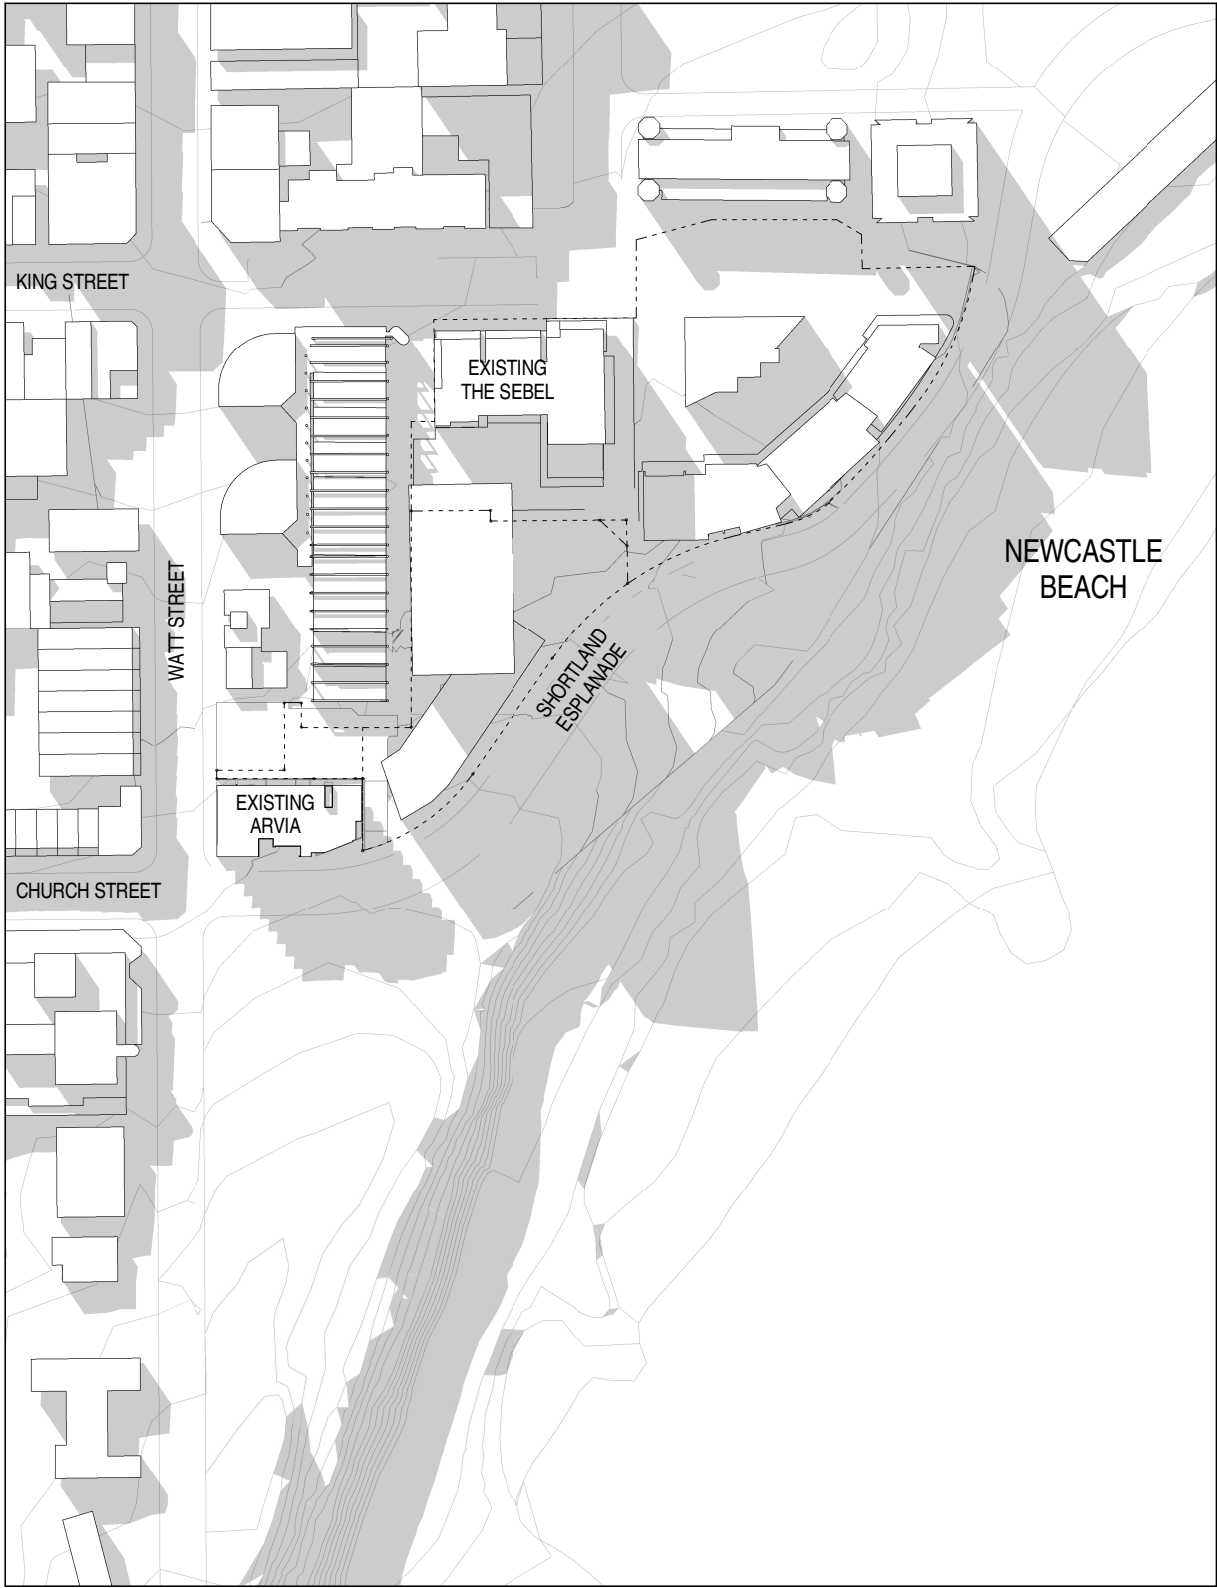 KING STREET
EXISTING
THE SEBEL
NEWCASTLE
BEACH
WATT STREET
SHORTLAND
ESPLANADE
EXISTING
ARVIA
CHURCH STREET